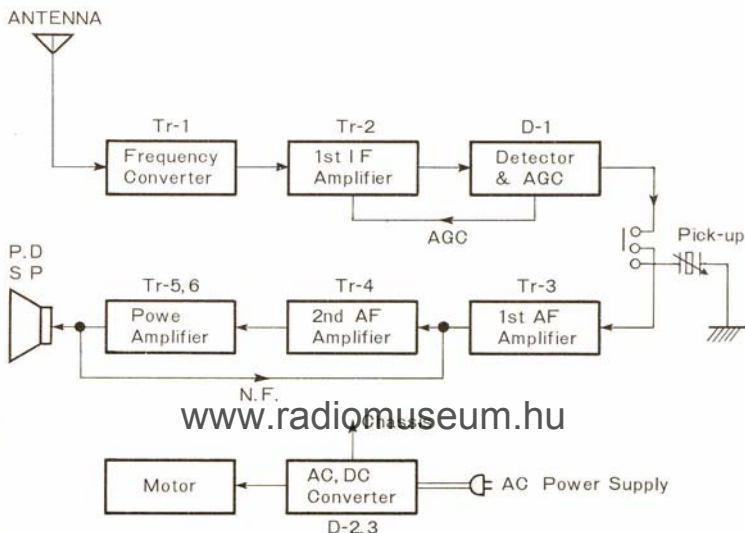 ANTENNA
Tr-1
Frequency
Converter
Tr-2
1st IF
Amplifier
D-1
Detector
& AGC
AGC
Pick-up
P.D
SP
Tr-5,6
Powe
Amplifier
Tr-4
2nd AF
Amplifier
Tr-3
1st AF
Amplifier
N.F.
www.radiomuseum.hu
Chassis
Motor
AC, DC
Converter
D-2,3
AC Power Supply